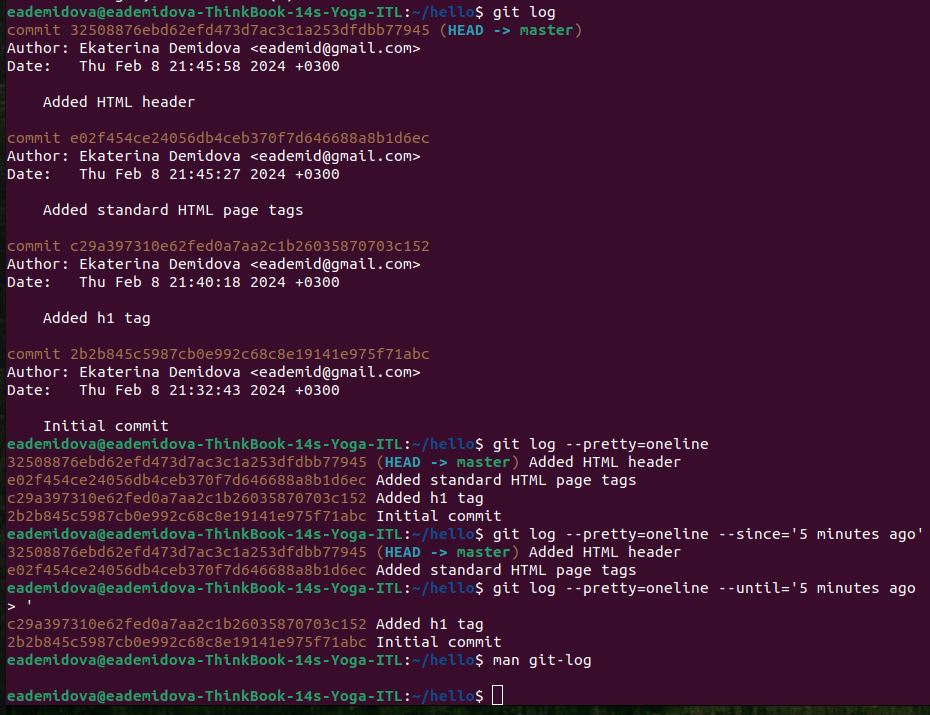 eademidova@eademidova-ThinkBook-14s-Yoga-ITL:~/hello$ git log
commit 32508876ebd62efd473d7ac3c1a253dfdbb77945 (HEAD -> master)
Author: Ekaterina Demidova <eademid@gmail.com>
Date:   Thu Feb 8 21:45:58 2024 +0300
    Added HTML header
commit e02f454ce24056db4ceb370f7d646688a8b1d6ec
Author: Ekaterina Demidova <eademid@gmail.com>
Date:   Thu Feb 8 21:45:27 2024 +0300
    Added standard HTML page tags
commit c29a397310e62fed0a7aa2c1b26035870703c152
Author: Ekaterina Demidova <eademid@gmail.com>
Date:   Thu Feb 8 21:40:18 2024 +0300
    Added h1 tag
commit 2b2b845c5987cb0e992c68c8e19141e975f71abc
Author: Ekaterina Demidova <eademid@gmail.com>
Date:   Thu Feb 8 21:32:43 2024 +0300
    Initial commit
eademidova@eademidova-ThinkBook-14s-Yoga-ITL:~/hello$ git log --pretty=oneline
32508876ebd62efd473d7ac3c1a253dfdbb77945 (HEAD -> master) Added HTML header
e02f454ce24056db4ceb370f7d646688a8b1d6ec Added standard HTML page tags
c29a397310e62fed0a7aa2c1b26035870703c152 Added h1 tag
2b2b845c5987cb0e992c68c8e19141e975f71abc Initial commit
eademidova@eademidova-ThinkBook-14s-Yoga-ITL:~/hello$ git log --pretty=oneline --since='5 minutes ago'
32508876ebd62efd473d7ac3c1a253dfdbb77945 (HEAD -> master) Added HTML header
e02f454ce24056db4ceb370f7d646688a8b1d6ec Added standard HTML page tags
eademidova@eademidova-ThinkBook-14s-Yoga-ITL:~/hello$ git log --pretty=oneline --until='5 minutes ago
> '
c29a397310e62fed0a7aa2c1b26035870703c152 Added h1 tag
2b2b845c5987cb0e992c68c8e19141e975f71abc Initial commit
eademidova@eademidova-ThinkBook-14s-Yoga-ITL:~/hello$ man git-log
eademidova@eademidova-ThinkBook-14s-Yoga-ITL:~/hello$